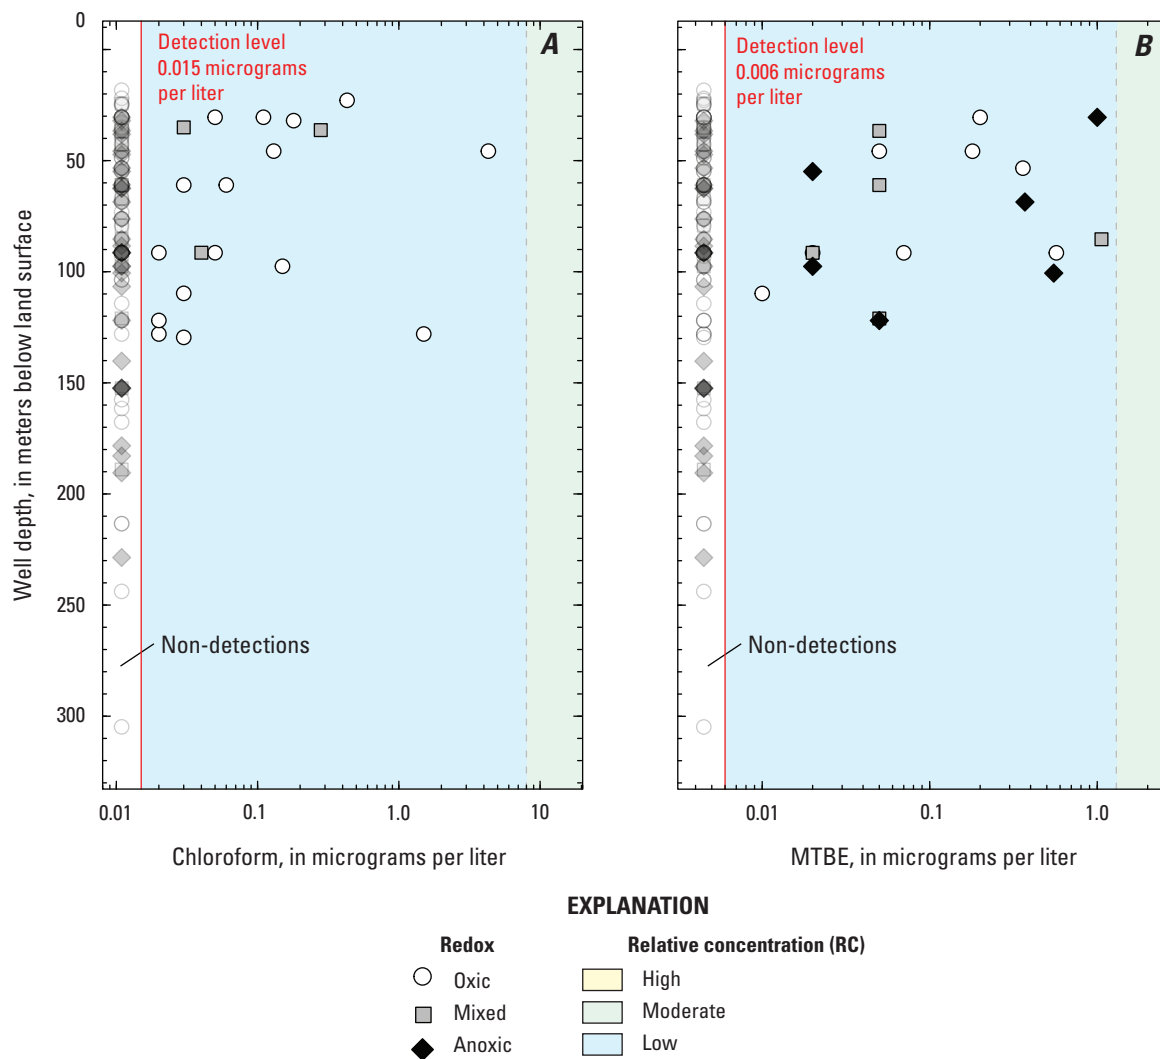 A
B
Detection level
0.015 micrograms
per liter
Detection level
0.006 micrograms
per liter
Well depth, in meters below land surface
0
50
100
150
200
250
300
Non-detections
Non-detections
0.01
0.1
1.0
10
0.01
0.1
1.0
Chloroform, in micrograms per liter
MTBE, in micrograms per liter
EXPLANATION
Redox
Oxic
Mixed
Anoxic
Relative concentration (RC)
High
Moderate
Low